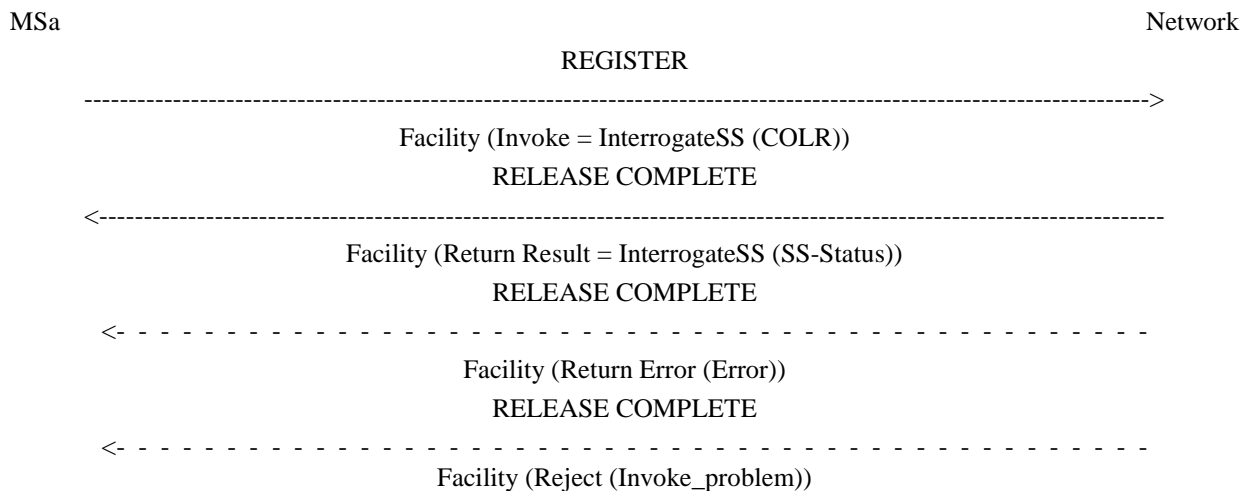 MSa Network
REGISTER
Facility (Invoke = InterrogateSS (COLR))
RELEASE COMPLETE
Facility (Return Result = InterrogateSS (SS-Status))
RELEASE COMPLETE
Facility (Return Error (Error))
RELEASE COMPLETE
Facility (Reject (Invoke_problem))